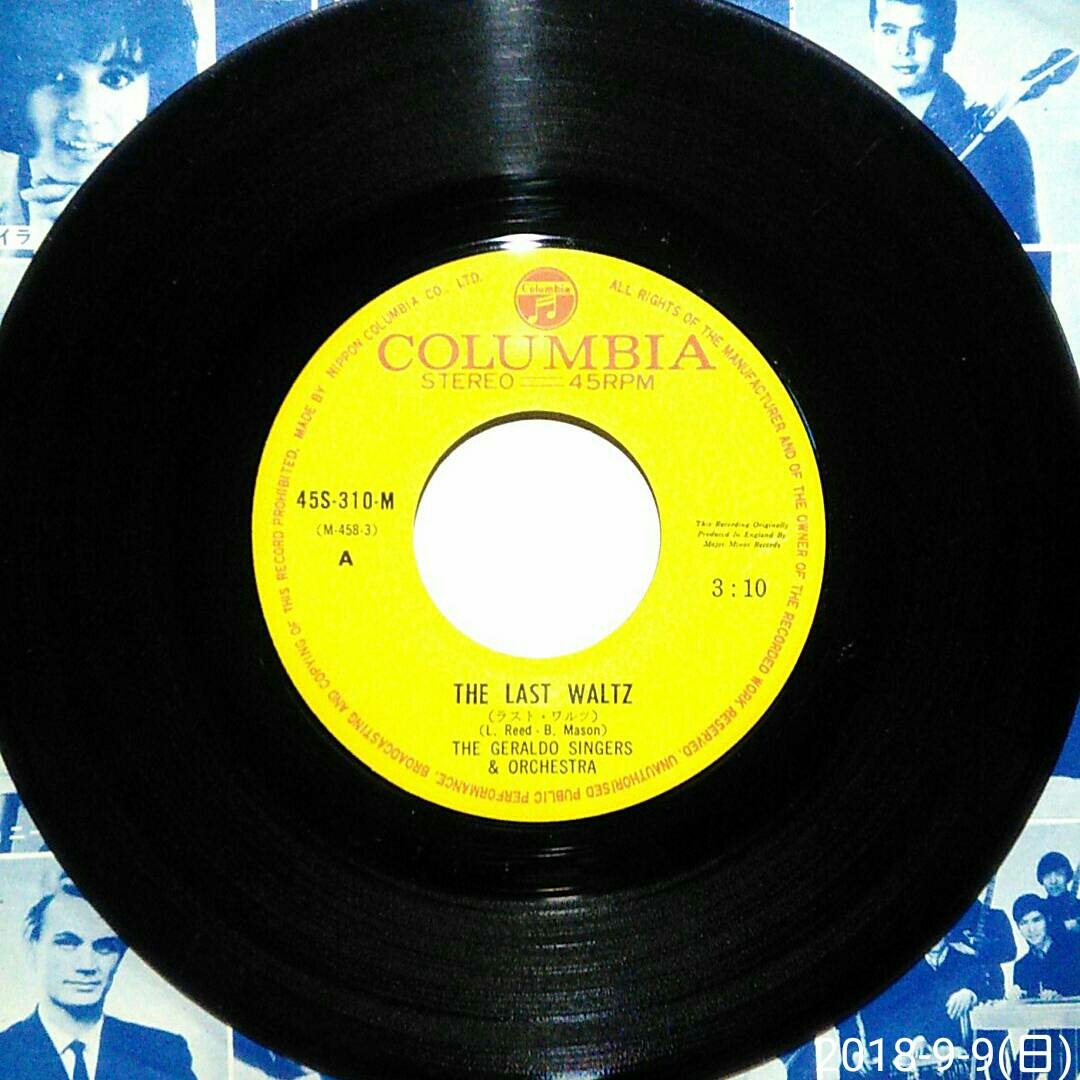 Columbia
COLUMBIA
STEREO 45RPM
ALL RIGHTS OF THE MANUFACTURER AND OF THE OWNER OF THE RECORDED WORK RESERVED. UNAUTHORISED PUBLIC PERFORMANCE, BROADCASTING AND COPYING OF THIS RECORD PROHIBITED. MADE BY NIPPON COLUMBIA CO., LTD.
45S-310-M
(M-458-3)
A
This Recording Originally
Produced In England By
Major Minor Records
3:10
THE LAST WALTZ
(ラスト・ワルツ)
(L. Reed - B. Mason)
THE GERALDO SINGERS
& ORCHESTRA
イラ
ニー
2018-9-9(日)